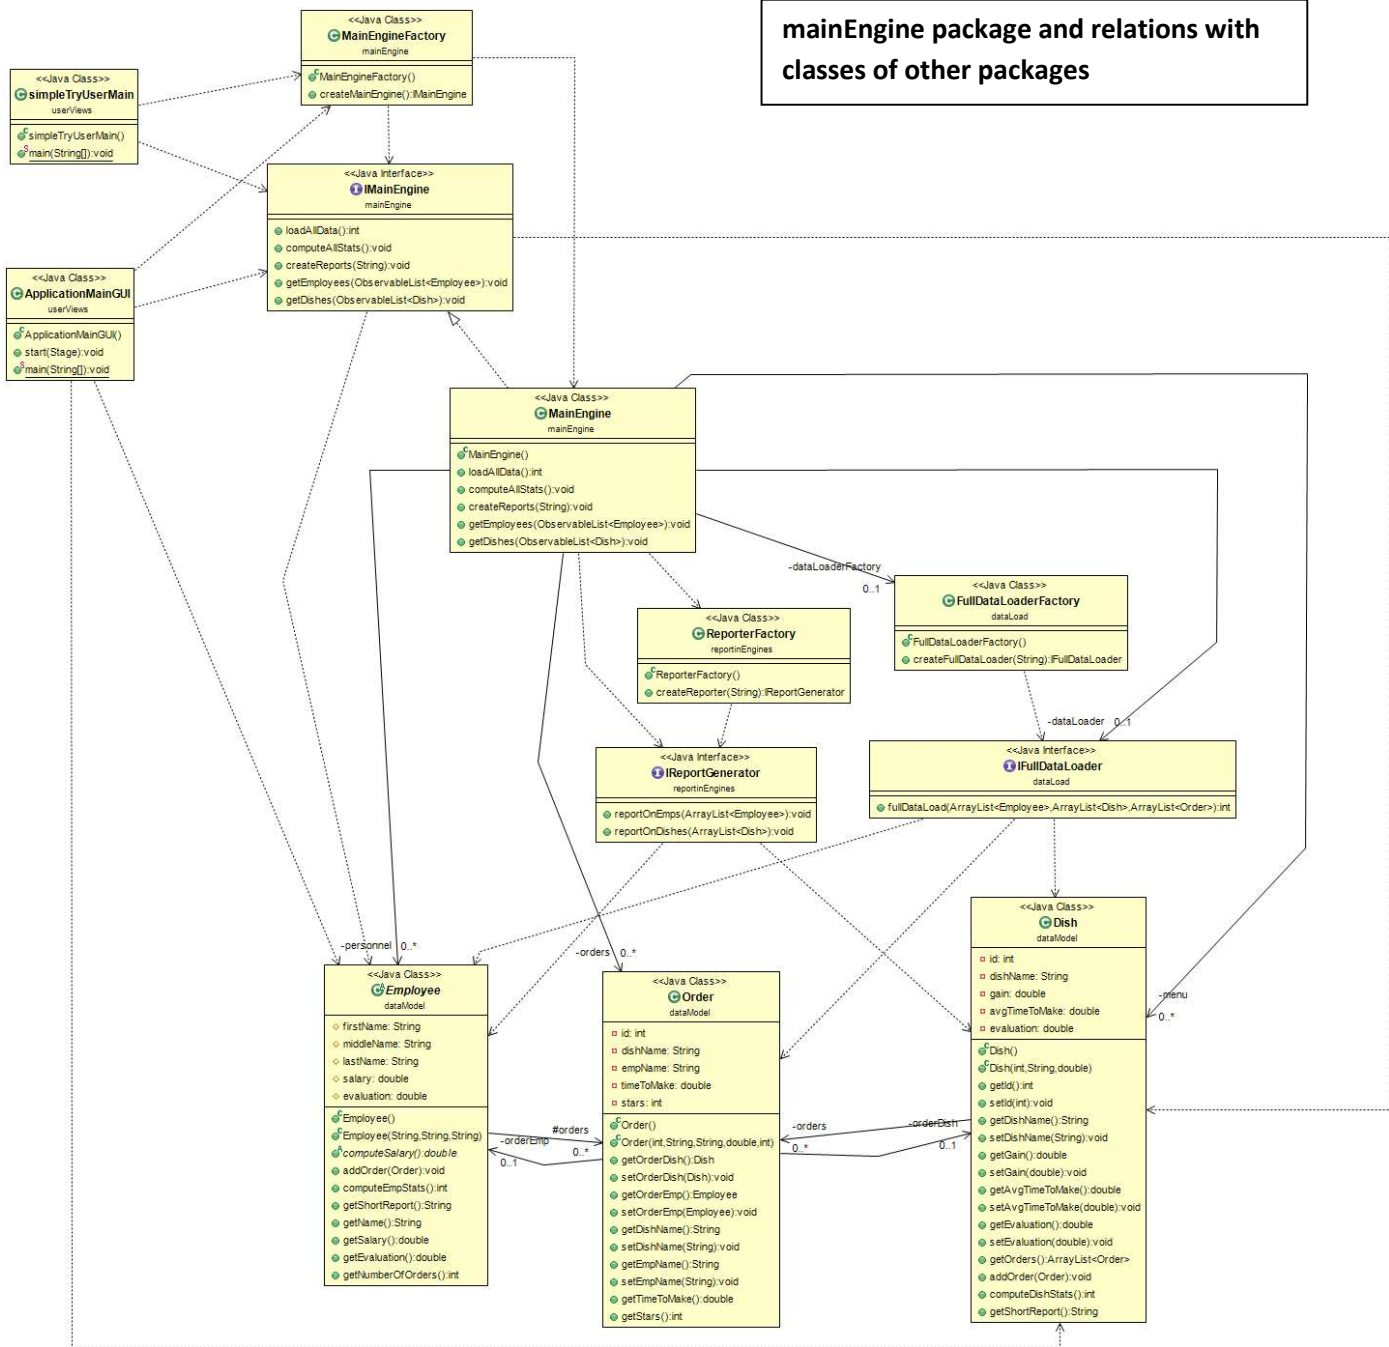 mainEngine package and relations with
classes of other packages
<<Java Class>>
MainEngineFactory
mainEngine
MainEngineFactory()
createMainEngine():IMainEngine
<<Java Class>>
simpleTryUserMain
userViews
simpleTryUserMain()
main(String[]):void
<<Java Interface>>
IMainEngine
mainEngine
loadAllData():int
computeAllStats():void
createReports(String):void
getEmployees(ObservableList<Employee>):void
getDishes(ObservableList<Dish>):void
<<Java Class>>
ApplicationMainGUI
userViews
ApplicationMainGUI()
start(Stage):void
main(String[]):void
<<Java Class>>
MainEngine
mainEngine
MainEngine()
loadAllData():int
computeAllStats():void
createReports(String):void
getEmployees(ObservableList<Employee>):void
getDishes(ObservableList<Dish>):void
-dataLoaderFactory
0..1
<<Java Class>>
FullDataLoaderFactory
dataLoad
FullDataLoaderFactory()
createFullDataLoader(String):IFullDataLoader
<<Java Class>>
ReporterFactory
reportinEngines
ReporterFactory()
createReporter(String):IReportGenerator
-dataLoader 0..1
<<Java Interface>>
IReportGenerator
reportinEngines
reportOnEmps(ArrayList<Employee>):void
reportOnDishes(ArrayList<Dish>):void
<<Java Interface>>
IFullDataLoader
dataLoad
fullDataLoad(ArrayList<Employee>,ArrayList<Dish>,ArrayList<Order>):int
-personnel 0..*
-orders 0..*
-menu
0..*
<<Java Class>>
Employee
dataModel
firstName: String
middleName: String
lastName: String
salary: double
evaluation: double
Employee()
Employee(String,String,String)
computeSalary():double
addOrder(Order):void
computeEmpStats():int
getShortReport():String
getName():String
getSalary():double
getEvaluation():double
getNumberOfOrders():int
#orders
-orderEmp
0..*
0..1
<<Java Class>>
Order
dataModel
id: int
dishName: String
empName: String
timeToMake: double
stars: int
Order()
Order(int,String,String,double,int)
getOrderDish():Dish
setOrderDish(Dish):void
getOrderEmp():Employee
setOrderEmp(Employee):void
getDishName():String
setDishName(String):void
getEmpName():String
setEmpName(String):void
getTimeToMake():double
getStars():int
-orders
-orderDish
0..*
0..1
<<Java Class>>
Dish
dataModel
id: int
dishName: String
gain: double
avgTimeToMake: double
evaluation: double
Dish()
Dish(int,String,double)
getId():int
setId(int):void
getDishName():String
setDishName(String):void
getGain():double
setGain(double):void
getAvgTimeToMake():double
setAvgTimeToMake(double):void
getEvaluation():double
setEvaluation(double):void
getOrders():ArrayList<Order>
addOrder(Order):void
computeDishStats():int
getShortReport():String